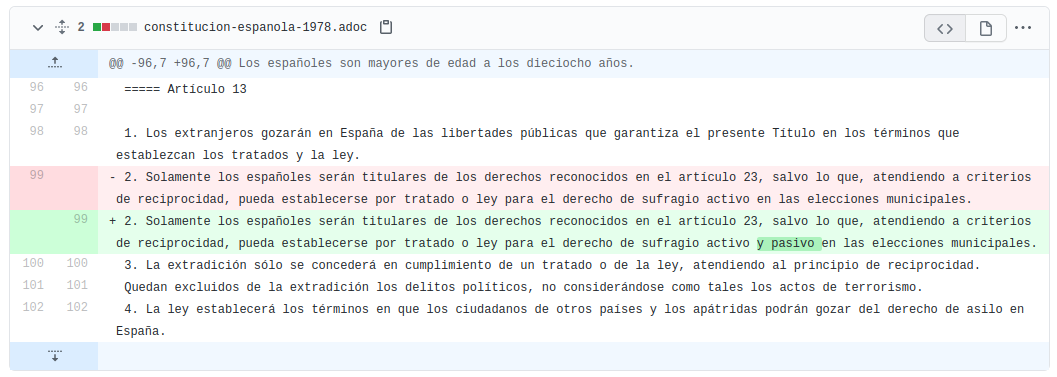 2 constitucion-espanola-1978.adoc
@@ -96,7 +96,7 @@ Los españoles son mayores de edad a los dieciocho años.
96 96 ===== Artículo 13
97 97
98 98 1. Los extranjeros gozarán en España de las libertades públicas que garantiza el presente Título en los términos que
establezcan los tratados y la ley.
99 - 2. Solamente los españoles serán titulares de los derechos reconocidos en el artículo 23, salvo lo que, atendiendo a criterios
de reciprocidad, pueda establecerse por tratado o ley para el derecho de sufragio activo en las elecciones municipales.
99 + 2. Solamente los españoles serán titulares de los derechos reconocidos en el artículo 23, salvo lo que, atendiendo a criterios
de reciprocidad, pueda establecerse por tratado o ley para el derecho de sufragio activo y pasivo en las elecciones municipales.
100 100 3. La extradición sólo se concederá en cumplimiento de un tratado o de la ley, atendiendo al principio de reciprocidad.
101 101 Quedan excluidos de la extradición los delitos políticos, no considerándose como tales los actos de terrorismo.
102 102 4. La ley establecerá los términos en que los ciudadanos de otros países y los apátridas podrán gozar del derecho de asilo en
España.